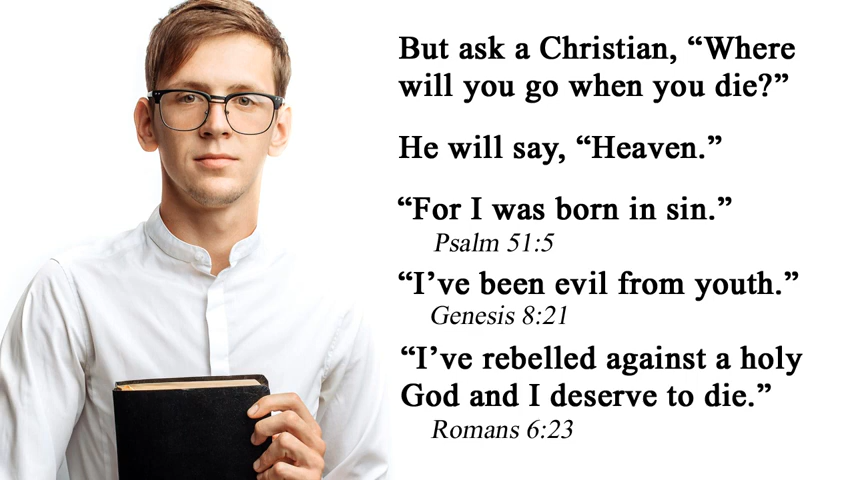 But ask a Christian, “Where
will you go when you die?”
He will say, “Heaven.”
“For I was born in sin.”
Psalm 51:5
“I’ve been evil from youth.”
Genesis 8:21
“I’ve rebelled against a holy
God and I deserve to die.”
Romans 6:23